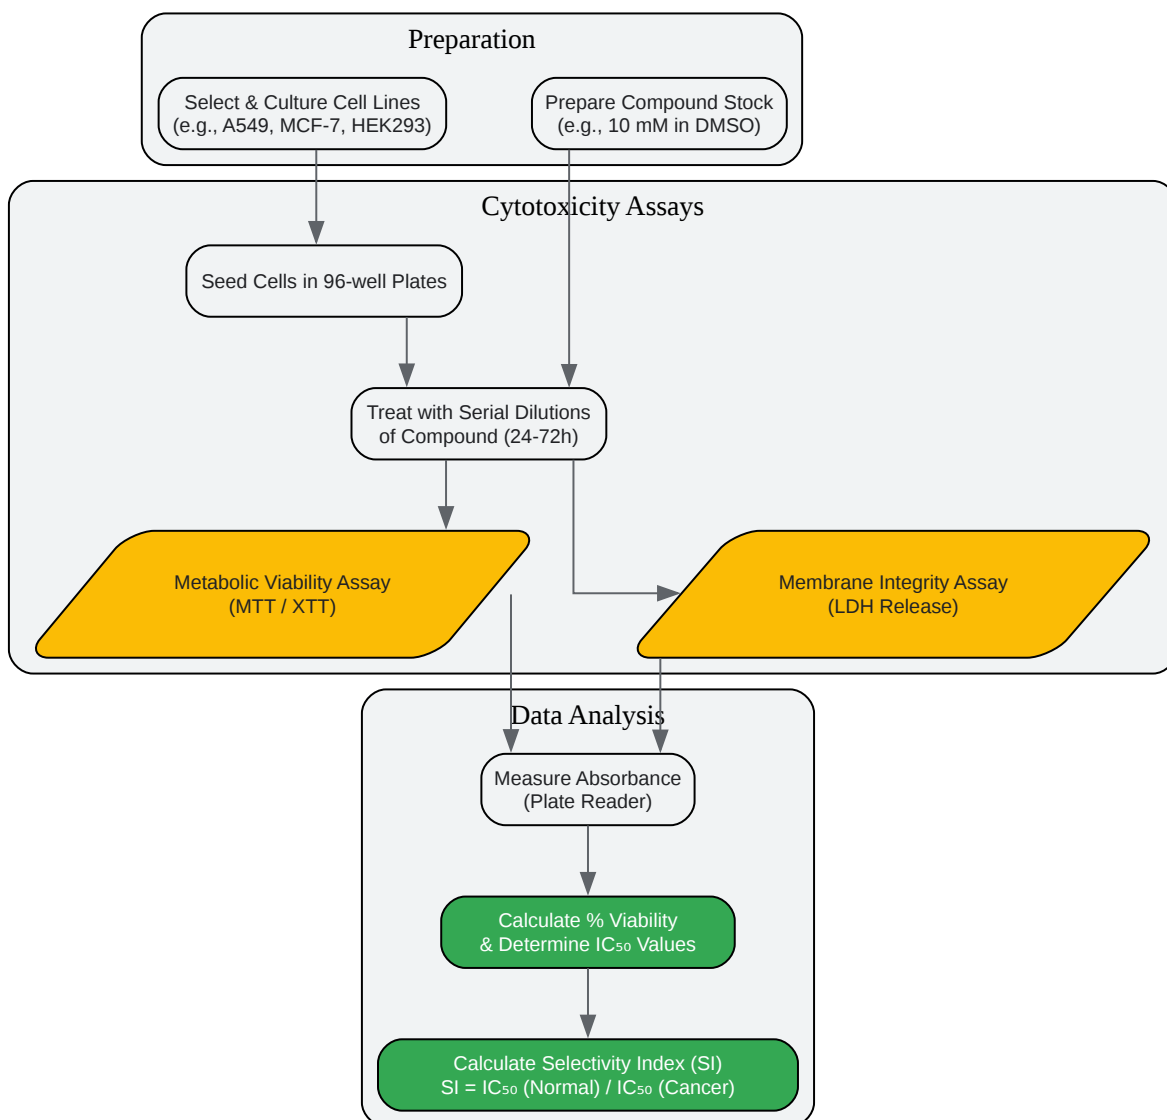 Preparation
Select & Culture Cell Lines
(e.g., A549, MCF-7, HEK293)
Prepare Compound Stock
(e.g., 10 mM in DMSO)
Cytotoxicity Assays
Seed Cells in 96-well Plates
Treat with Serial Dilutions
of Compound (24-72h)
Metabolic Viability Assay
(MTT / XTT)
Membrane Integrity Assay
(LDH Release)
Data Analysis
Measure Absorbance
(Plate Reader)
Calculate % Viability
& Determine IC₅₀ Values
Calculate Selectivity Index (SI)
SI = IC₅₀ (Normal) / IC₅₀ (Cancer)